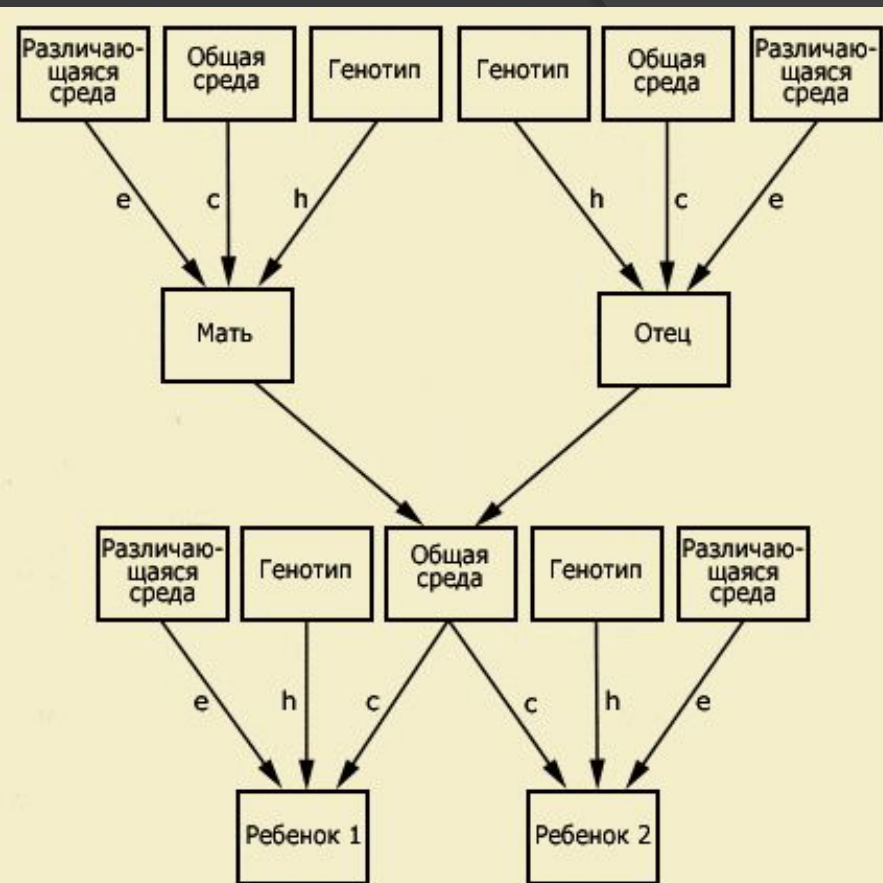 Различаю-
щаяся
среда
Общая
среда
Генотип
Генотип
Общая
среда
Различаю-
щаяся
среда
e
c
h
h
c
e
Мать
Отец
Различаю-
щаяся
среда
Генотип
Общая
среда
Генотип
Различаю-
щаяся
среда
e
h
c
c
h
e
Ребенок 1
Ребенок 2